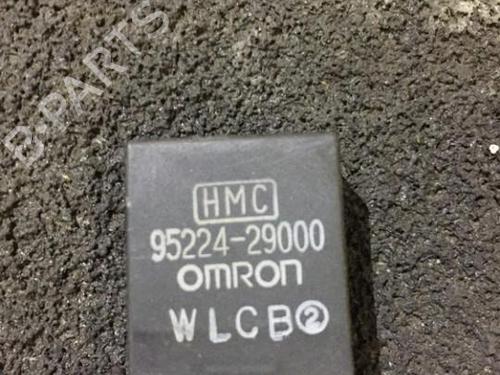 B-PARTS
HMC
95224-29000
OMRON
WLCB②